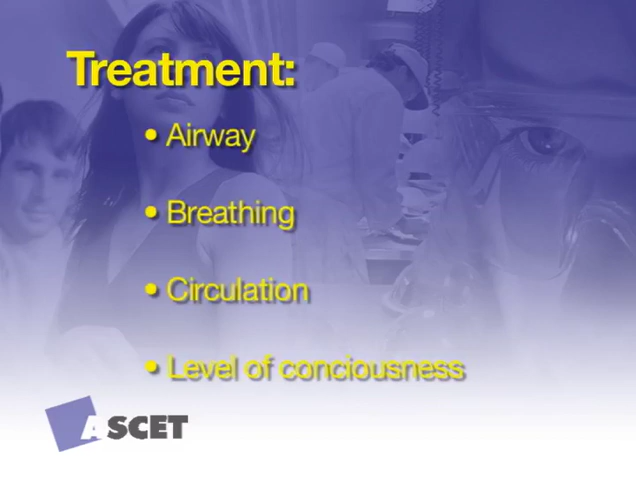 Treatment:
• Airway
• Breathing
• Circulation
• Level of conciousness
ASCET